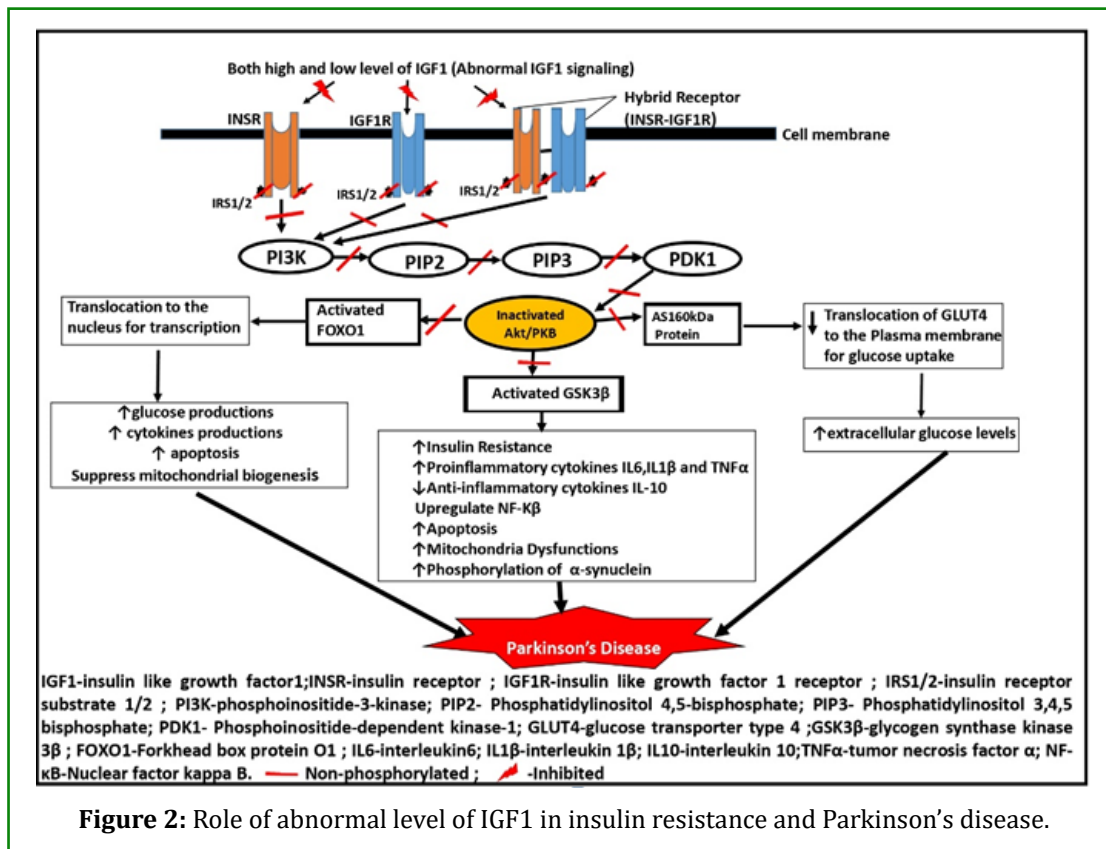 Both high and low level of IGF1 (Abnormal IGF1 signaling)
INSR
IGF1R
Hybrid Receptor
(INSR-IGF1R)
Cell membrane
IRS1/2
IRS1/2
IRS1/2
PI3K
PIP2
PIP3
PDK1
Translocation to the
nucleus for transcription
Activated
FOXO1
Inactivated
Akt/PKB
AS160kDa
Protein
↓ Translocation of GLUT4
to the Plasma membrane
for glucose uptake
Activated GSK3β
↑glucose productions
↑ cytokines productions
↑ apoptosis
Suppress mitochondrial biogenesis
↑Insulin Resistance
↑Proinflammatory cytokines IL6,IL1β and TNFα
↓Anti-inflammatory cytokines IL-10
Upregulate NF-Kβ
↑Apoptosis
↑Mitochondria Dysfunctions
↑Phosphorylation of α-synuclein
↑extracellular glucose levels
Parkinson's Disease
IGF1-insulin like growth factor1;INSR-insulin receptor ; IGF1R-insulin like growth factor 1 receptor ; IRS1/2-insulin receptor
substrate 1/2 ; PI3K-phosphoinositide-3-kinase; PIP2- Phosphatidylinositol 4,5-bisphosphate; PIP3- Phosphatidylinositol 3,4,5
bisphosphate; PDK1- Phosphoinositide-dependent kinase-1; GLUT4-glucose transporter type 4 ;GSK3β-glycogen synthase kinase
3β ; FOXO1-Forkhead box protein O1 ; IL6-interleukin6; IL1β-interleukin 1β; IL10-interleukin 10;TNFα-tumor necrosis factor α; NF-
κB-Nuclear factor kappa B. Non-phosphorylated ; -Inhibited
Figure 2: Role of abnormal level of IGF1 in insulin resistance and Parkinson's disease.